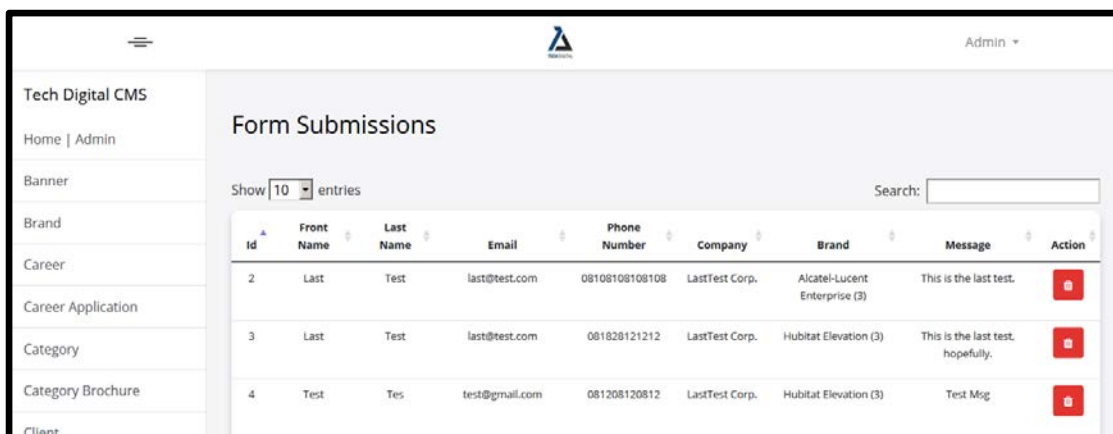 Admin
Tech Digital CMS
Home | Admin
Banner
Brand
Career
Career Application
Category
Category Brochure
Client
Form Submissions
Show 10 entries
Search:
Id Front Name Last Name Email Phone Number Company Brand Message Action
2 Last Test last@test.com 08108108108108 LastTest Corp. Alcatel-Lucent Enterprise (3) This is the last test.
3 Last Test last@test.com 081828121212 LastTest Corp. Hubitat Elevation (3) This is the last test. hopefully.
4 Test Tes test@gmail.com 081208120812 LastTest Corp. Hubitat Elevation (3) Test Msg